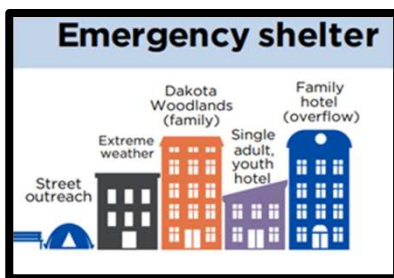 Emergency shelter
Street
outreach
Extreme
weather
Dakota
Woodlands
(family)
Single
adult,
youth
hotel
Family
hotel
(overflow)